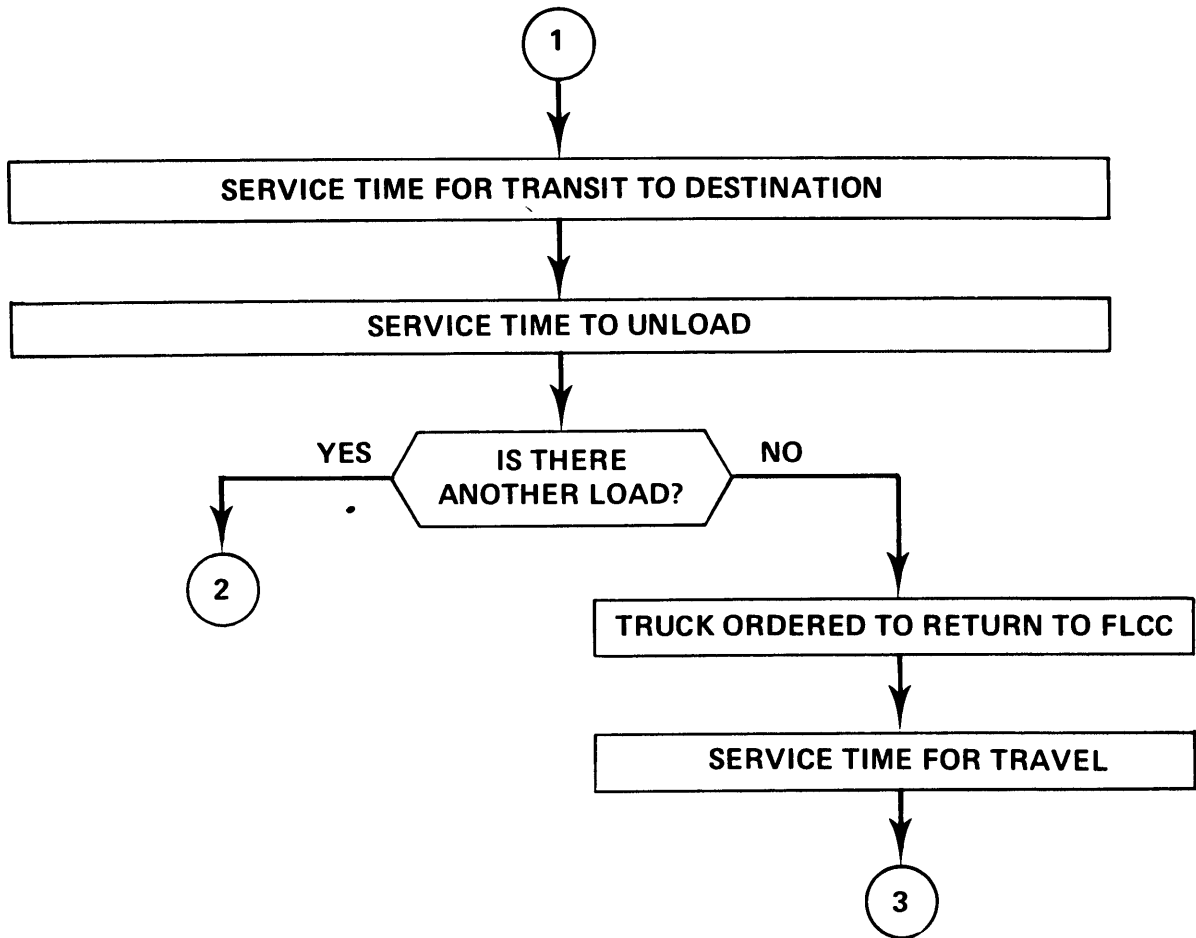 1
SERVICE TIME FOR TRANSIT TO DESTINATION
SERVICE TIME TO UNLOAD
YES
IS THERE
ANOTHER LOAD?
NO
2
TRUCK ORDERED TO RETURN TO FLCC
SERVICE TIME FOR TRAVEL
3